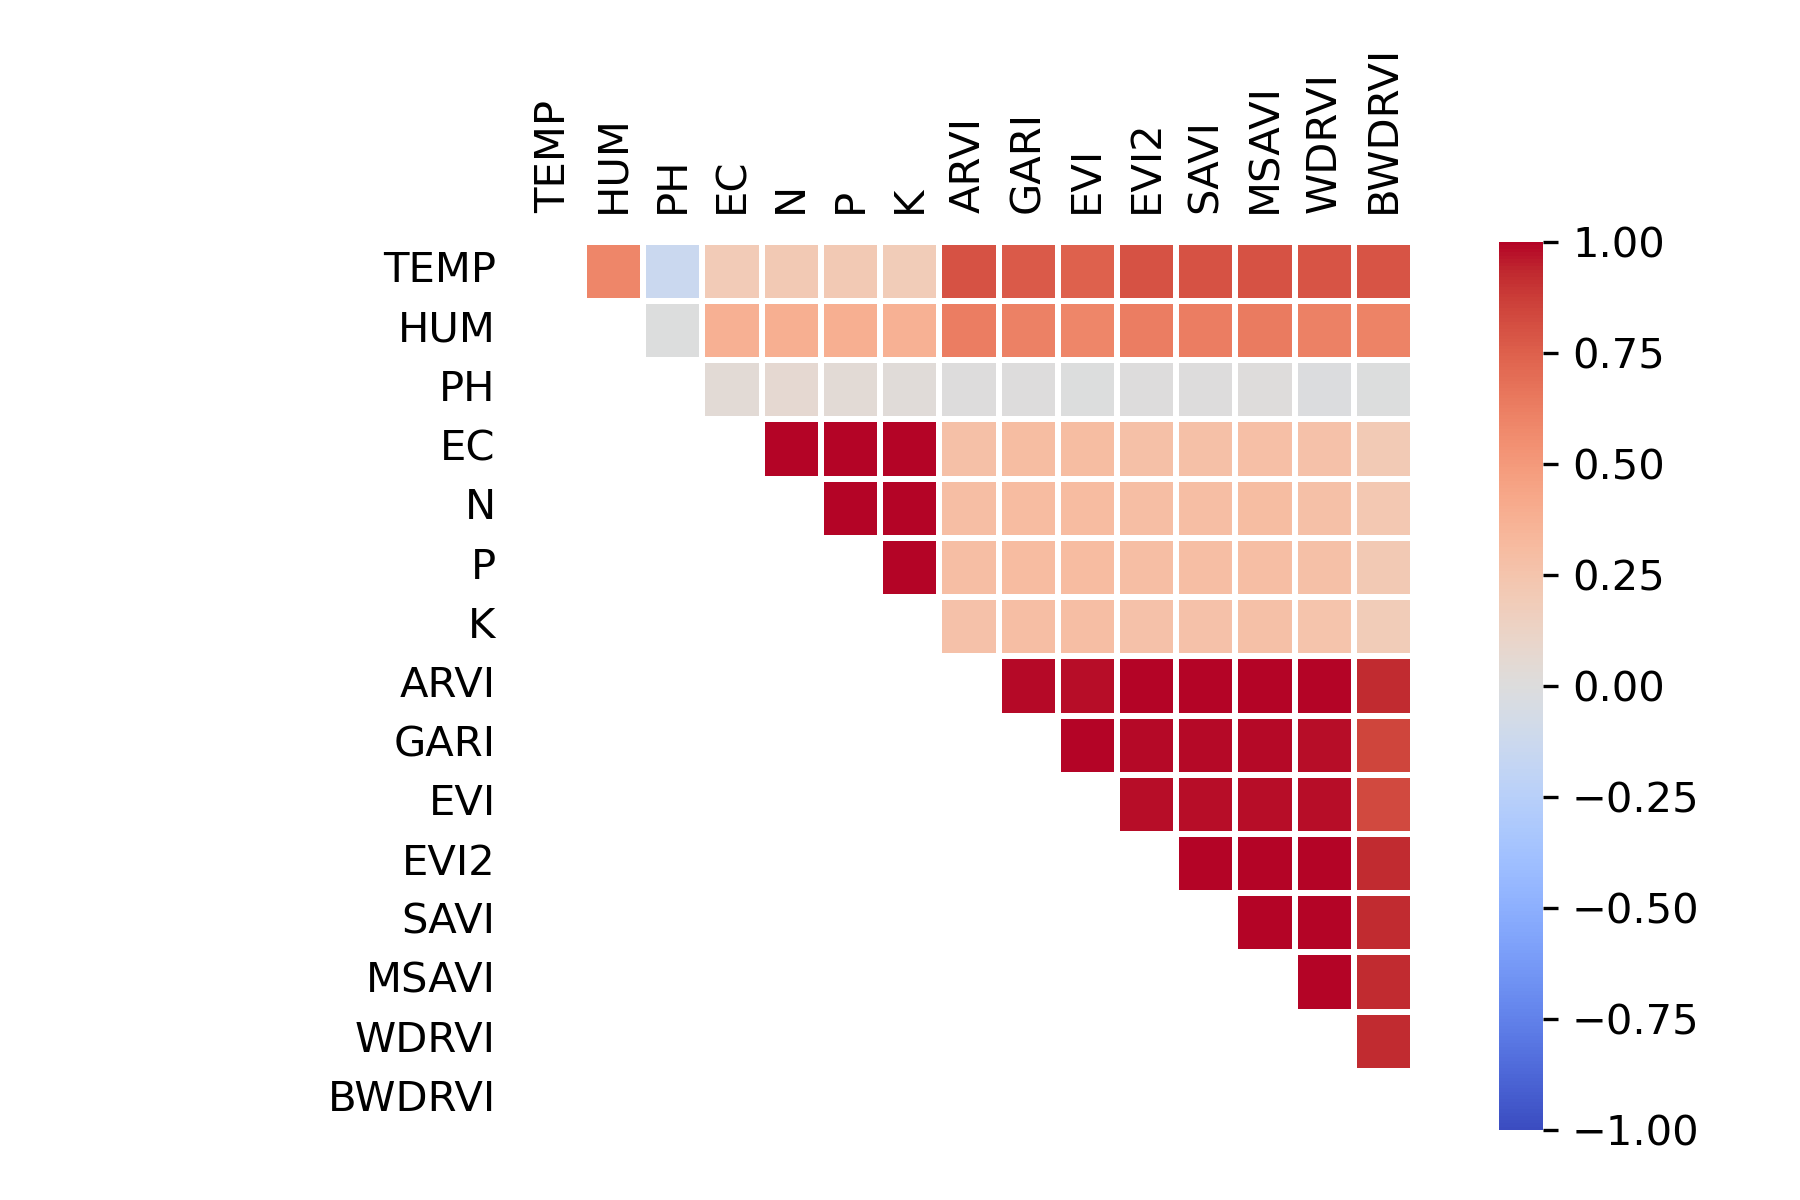 TEMP
HUM
PH
EC
N
P
K
ARVI
GARI
EVI
EVI2
SAVI
MSAVI
WDRVI
BWDRVI
TEMP
HUM
PH
EC
N
P
K
ARVI
GARI
EVI
EVI2
SAVI
MSAVI
WDRVI
BWDRVI
1.00
0.75
0.50
0.25
0.00
−0.25
−0.50
−0.75
−1.00